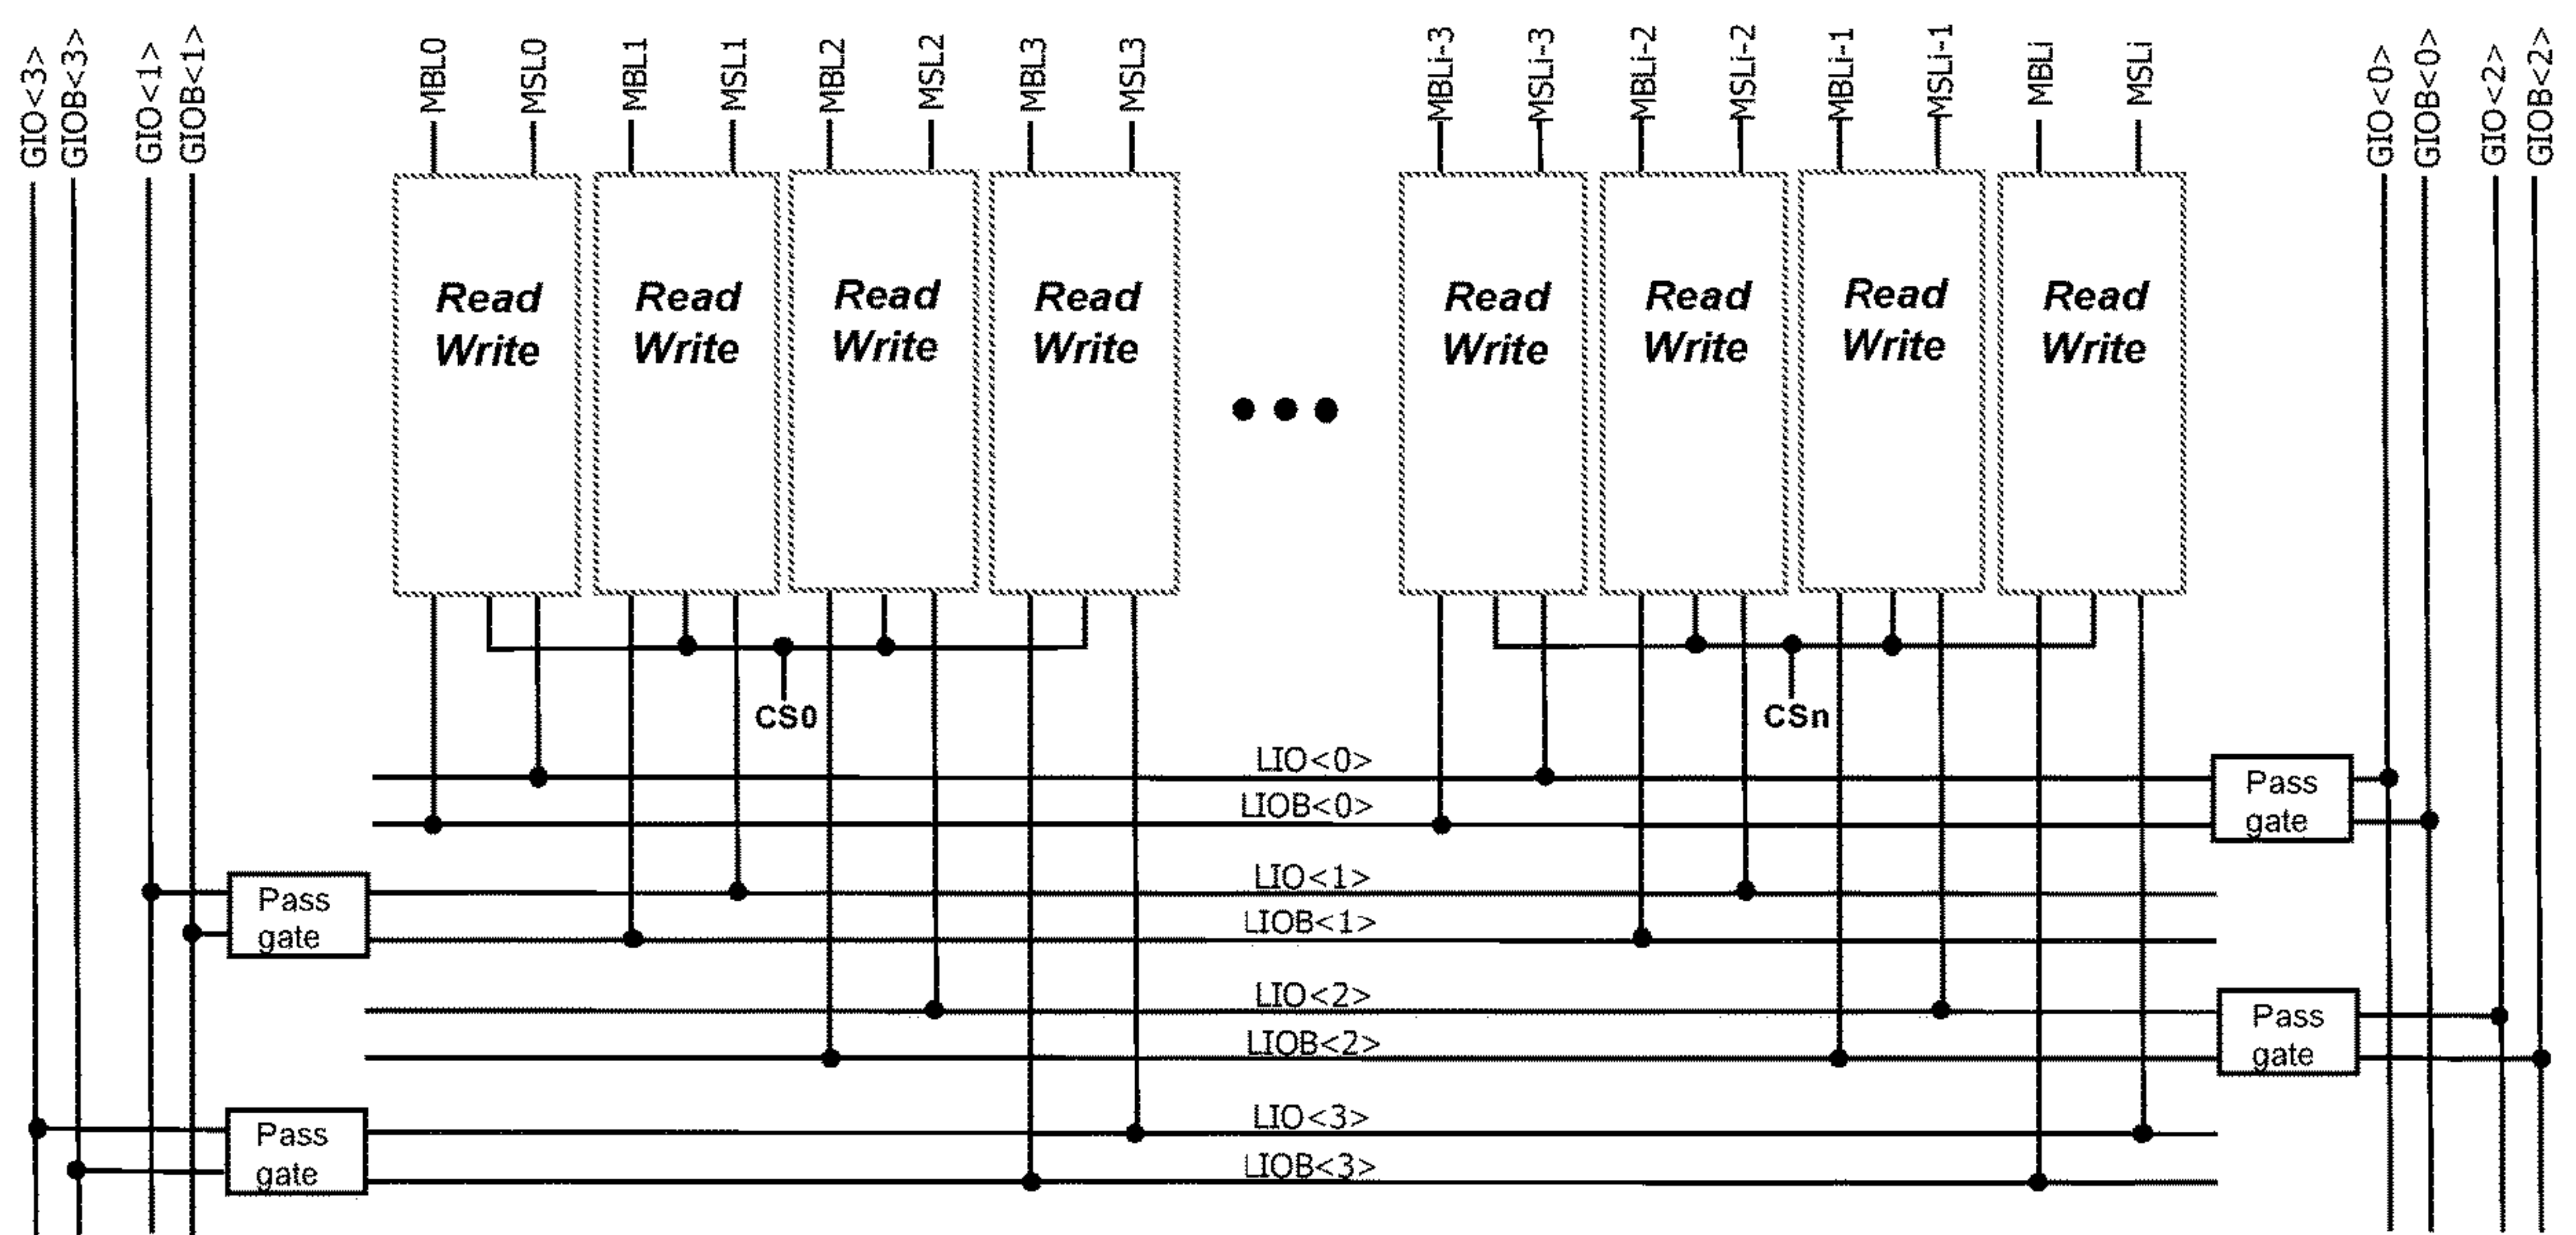 GIO<3>
GIOB<3>
GIO<1>
GIOB<1>
MBL0
MSL0
MBL1
MSL1
MBL2
MSL2
MBL3
MSL3
MBLi-3
MSLi-3
MBLi-2
MSLi-2
MBLi-1
MSLi-1
MBLi
MSLi
GIO<0>
GIOB<0>
GIO<2>
GIOB<2>
Read
Write
Read
Write
Read
Write
Read
Write
Read
Write
Read
Write
Read
Write
Read
Write
CS0
CSn
LIO<0>
LIOB<0>
Pass
gate
LIO<1>
LIOB<1>
Pass
gate
LIO<2>
LIOB<2>
Pass
gate
LIO<3>
LIOB<3>
Pass
gate